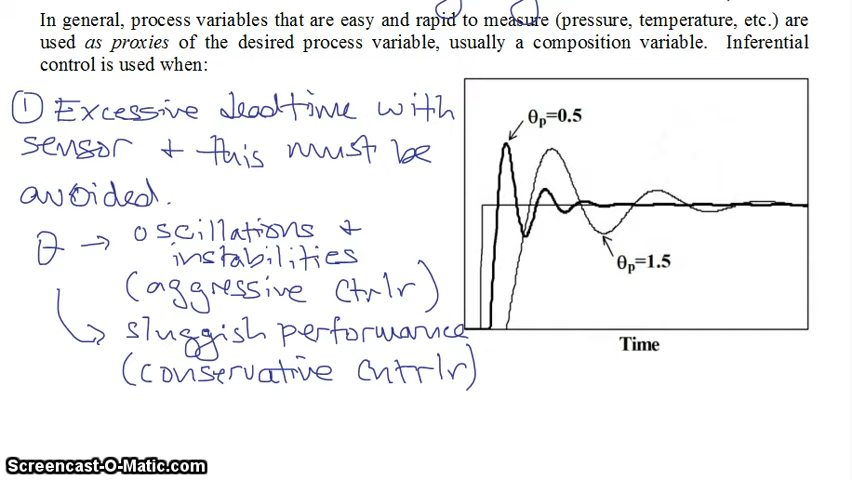 In general, process variables that are easy and rapid to measure (pressure, temperature, etc.) are
used as proxies of the desired process variable, usually a composition variable. Inferential
control is used when:
① Excessive deadtime with
sensor + this must be
avoided.
θ → oscillations +
instabilities
(aggressive Ctrlr)
↳ sluggish performance
(conservative cntrlr)
θp=0.5
θp=1.5
Time
Screencast-O-Matic.com